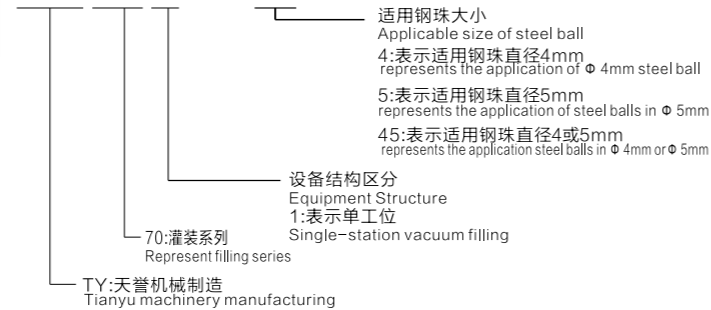 适用钢珠大小
Applicable size of steel ball
4:表示适用钢珠直径4mm
represents the application of Φ 4mm steel ball
5:表示适用钢珠直径5mm
represents the application of steel balls in Φ 5mm
45:表示适用钢珠直径4或5mm
represents the application steel balls in Φ 4mm or Φ 5mm
设备结构区分
Equipment Structure
1:表示单工位
Single-station vacuum filling
70:灌装系列
Represent filling series
TY:天誉机械制造
Tianyu machinery manufacturing